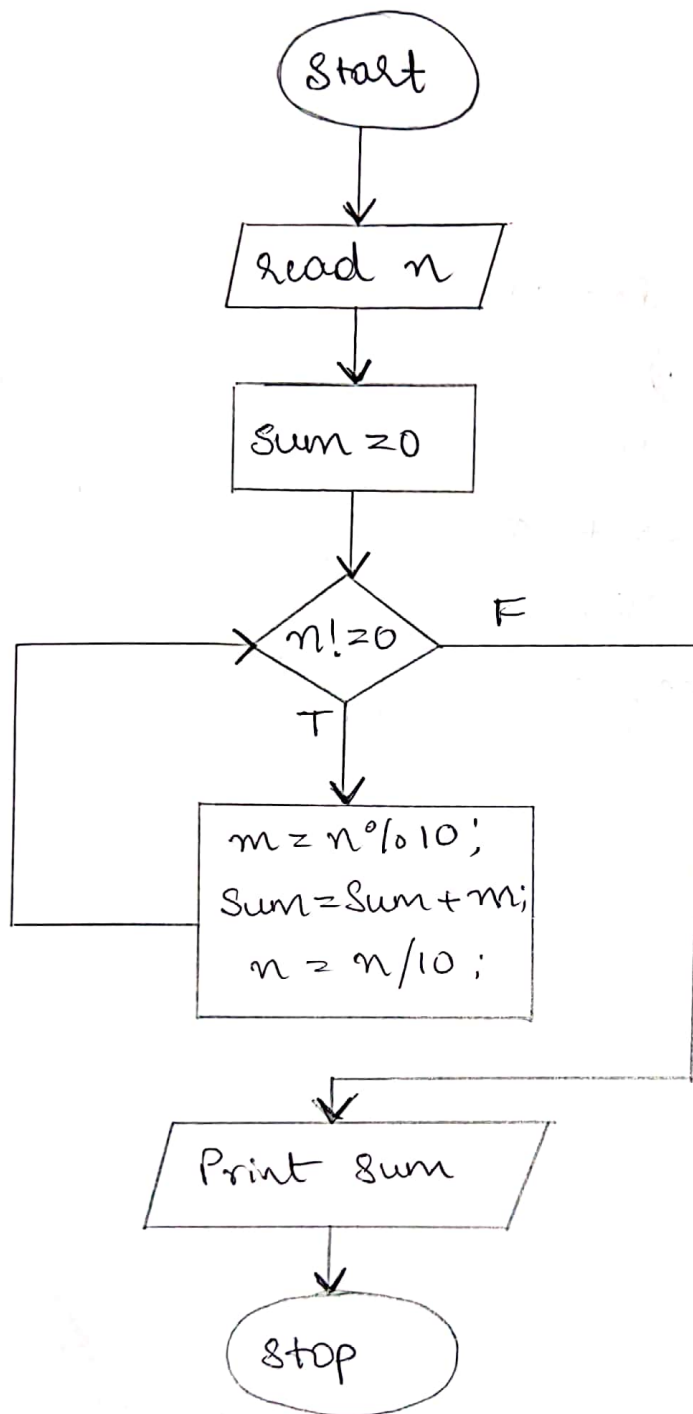 Start
read n
Sum = 0
n! = 0
F
T
m = n % 10;
Sum = Sum + m;
n = n / 10;
Print sum
Stop